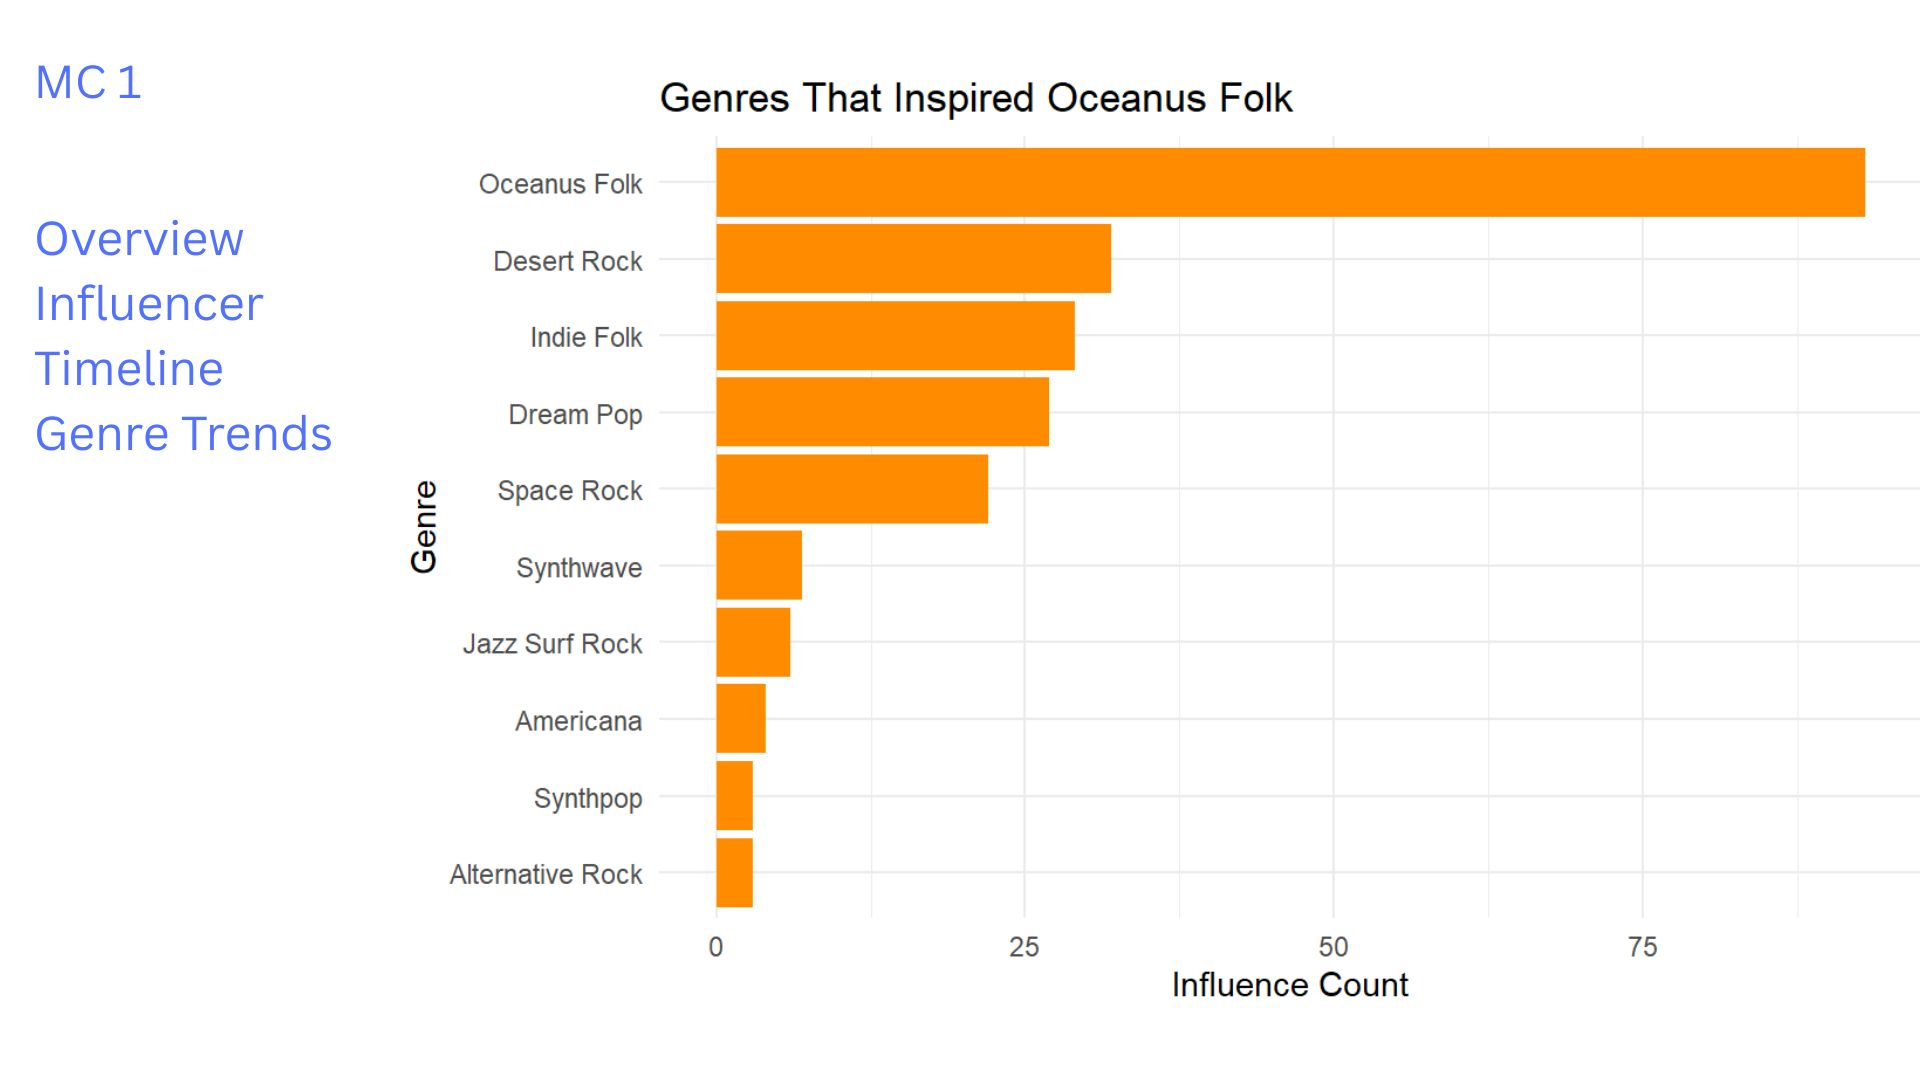 MC 1
Overview
Influencer
Timeline
Genre Trends
Genres That Inspired Oceanus Folk
Genre
Oceanus Folk
Desert Rock
Indie Folk
Dream Pop
Space Rock
Synthwave
Jazz Surf Rock
Americana
Synthpop
Alternative Rock
0 25 50 75
Influence Count